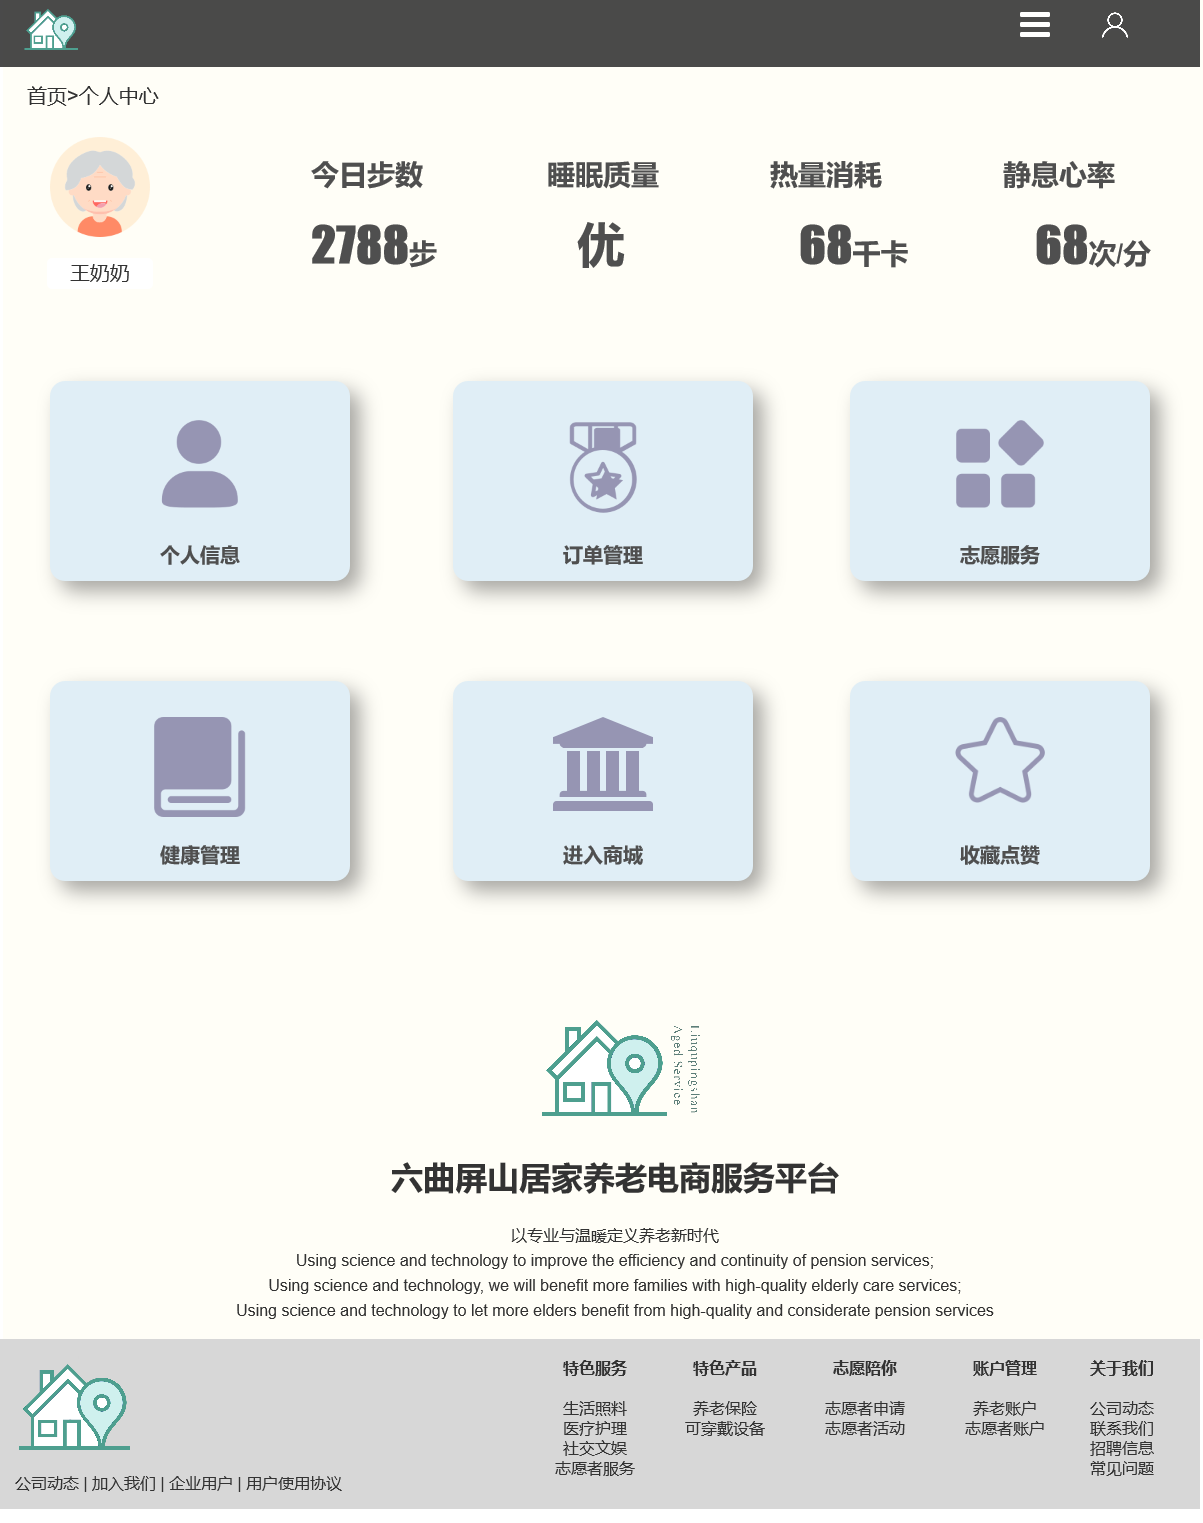 首页>个人中心
今日步数 睡眠质量 热量消耗 静息心率
2788步 优 68千卡 68次/分
王奶奶
个人信息 订单管理 志愿服务
健康管理 进入商城 收藏点赞
Liuqupingshan
Aged Service
六曲屏山居家养老电商服务平台
以专业与温暖定义养老新时代
Using science and technology to improve the efficiency and continuity of pension services;
Using science and technology, we will benefit more families with high-quality elderly care services;
Using science and technology to let more elders benefit from high-quality and considerate pension services
特色服务 特色产品 志愿陪你 账户管理 关于我们
生活照料 养老保险 志愿者申请 养老账户 公司动态
医疗护理 可穿戴设备 志愿者活动 志愿者账户 联系我们
社交文娱 招聘信息
志愿者服务 常见问题
公司动态 | 加入我们 | 企业用户 | 用户使用协议